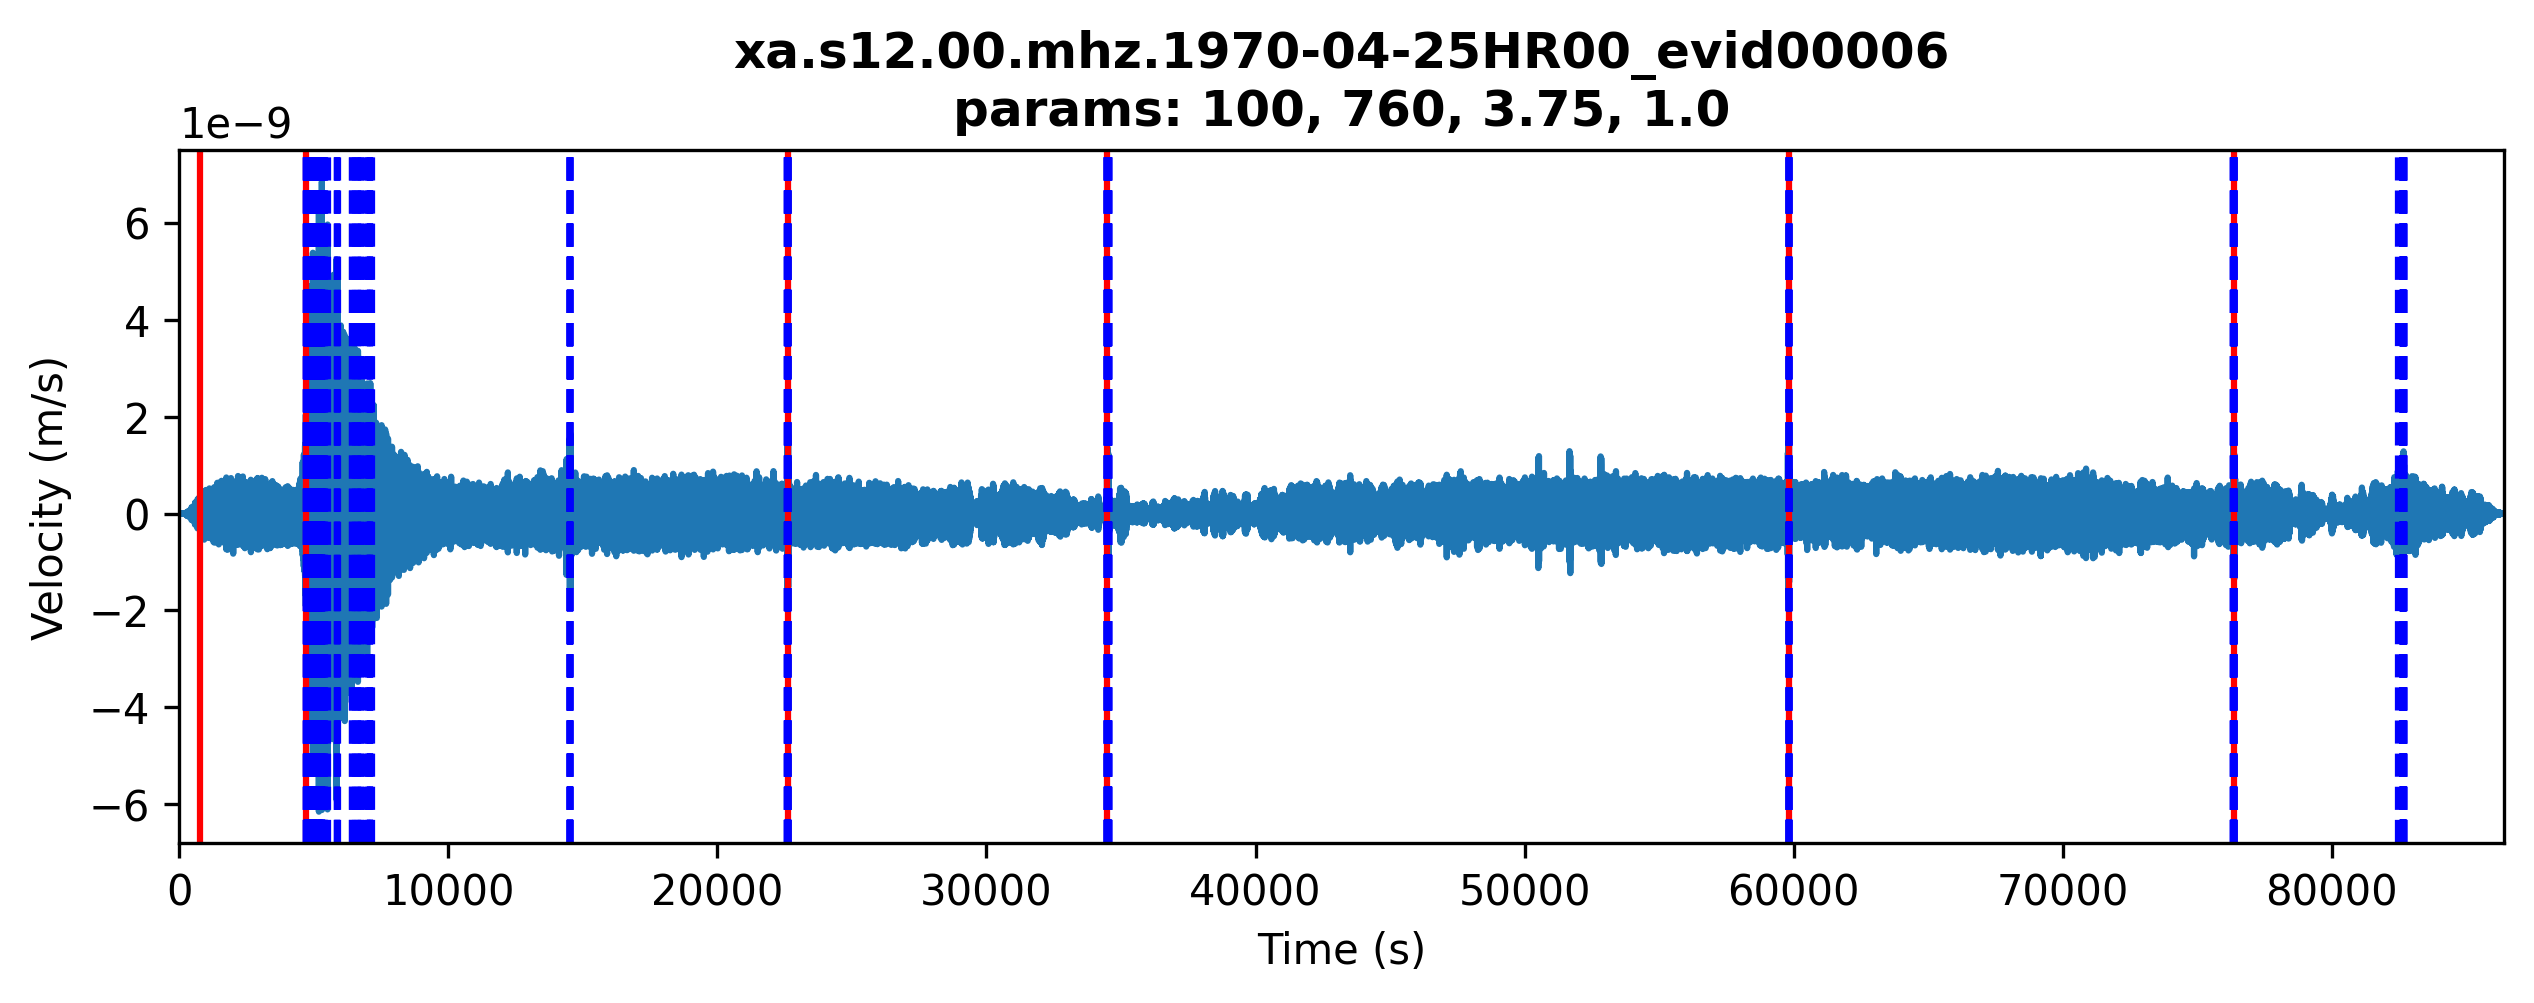 xa.s12.00.mhz.1970-04-25HR00_evid00006
params: 100, 760, 3.75, 1.0
1e−9
6
4
2
0
−2
−4
−6
Velocity (m/s)
0 10000 20000 30000 40000 50000 60000 70000 80000
Time (s)